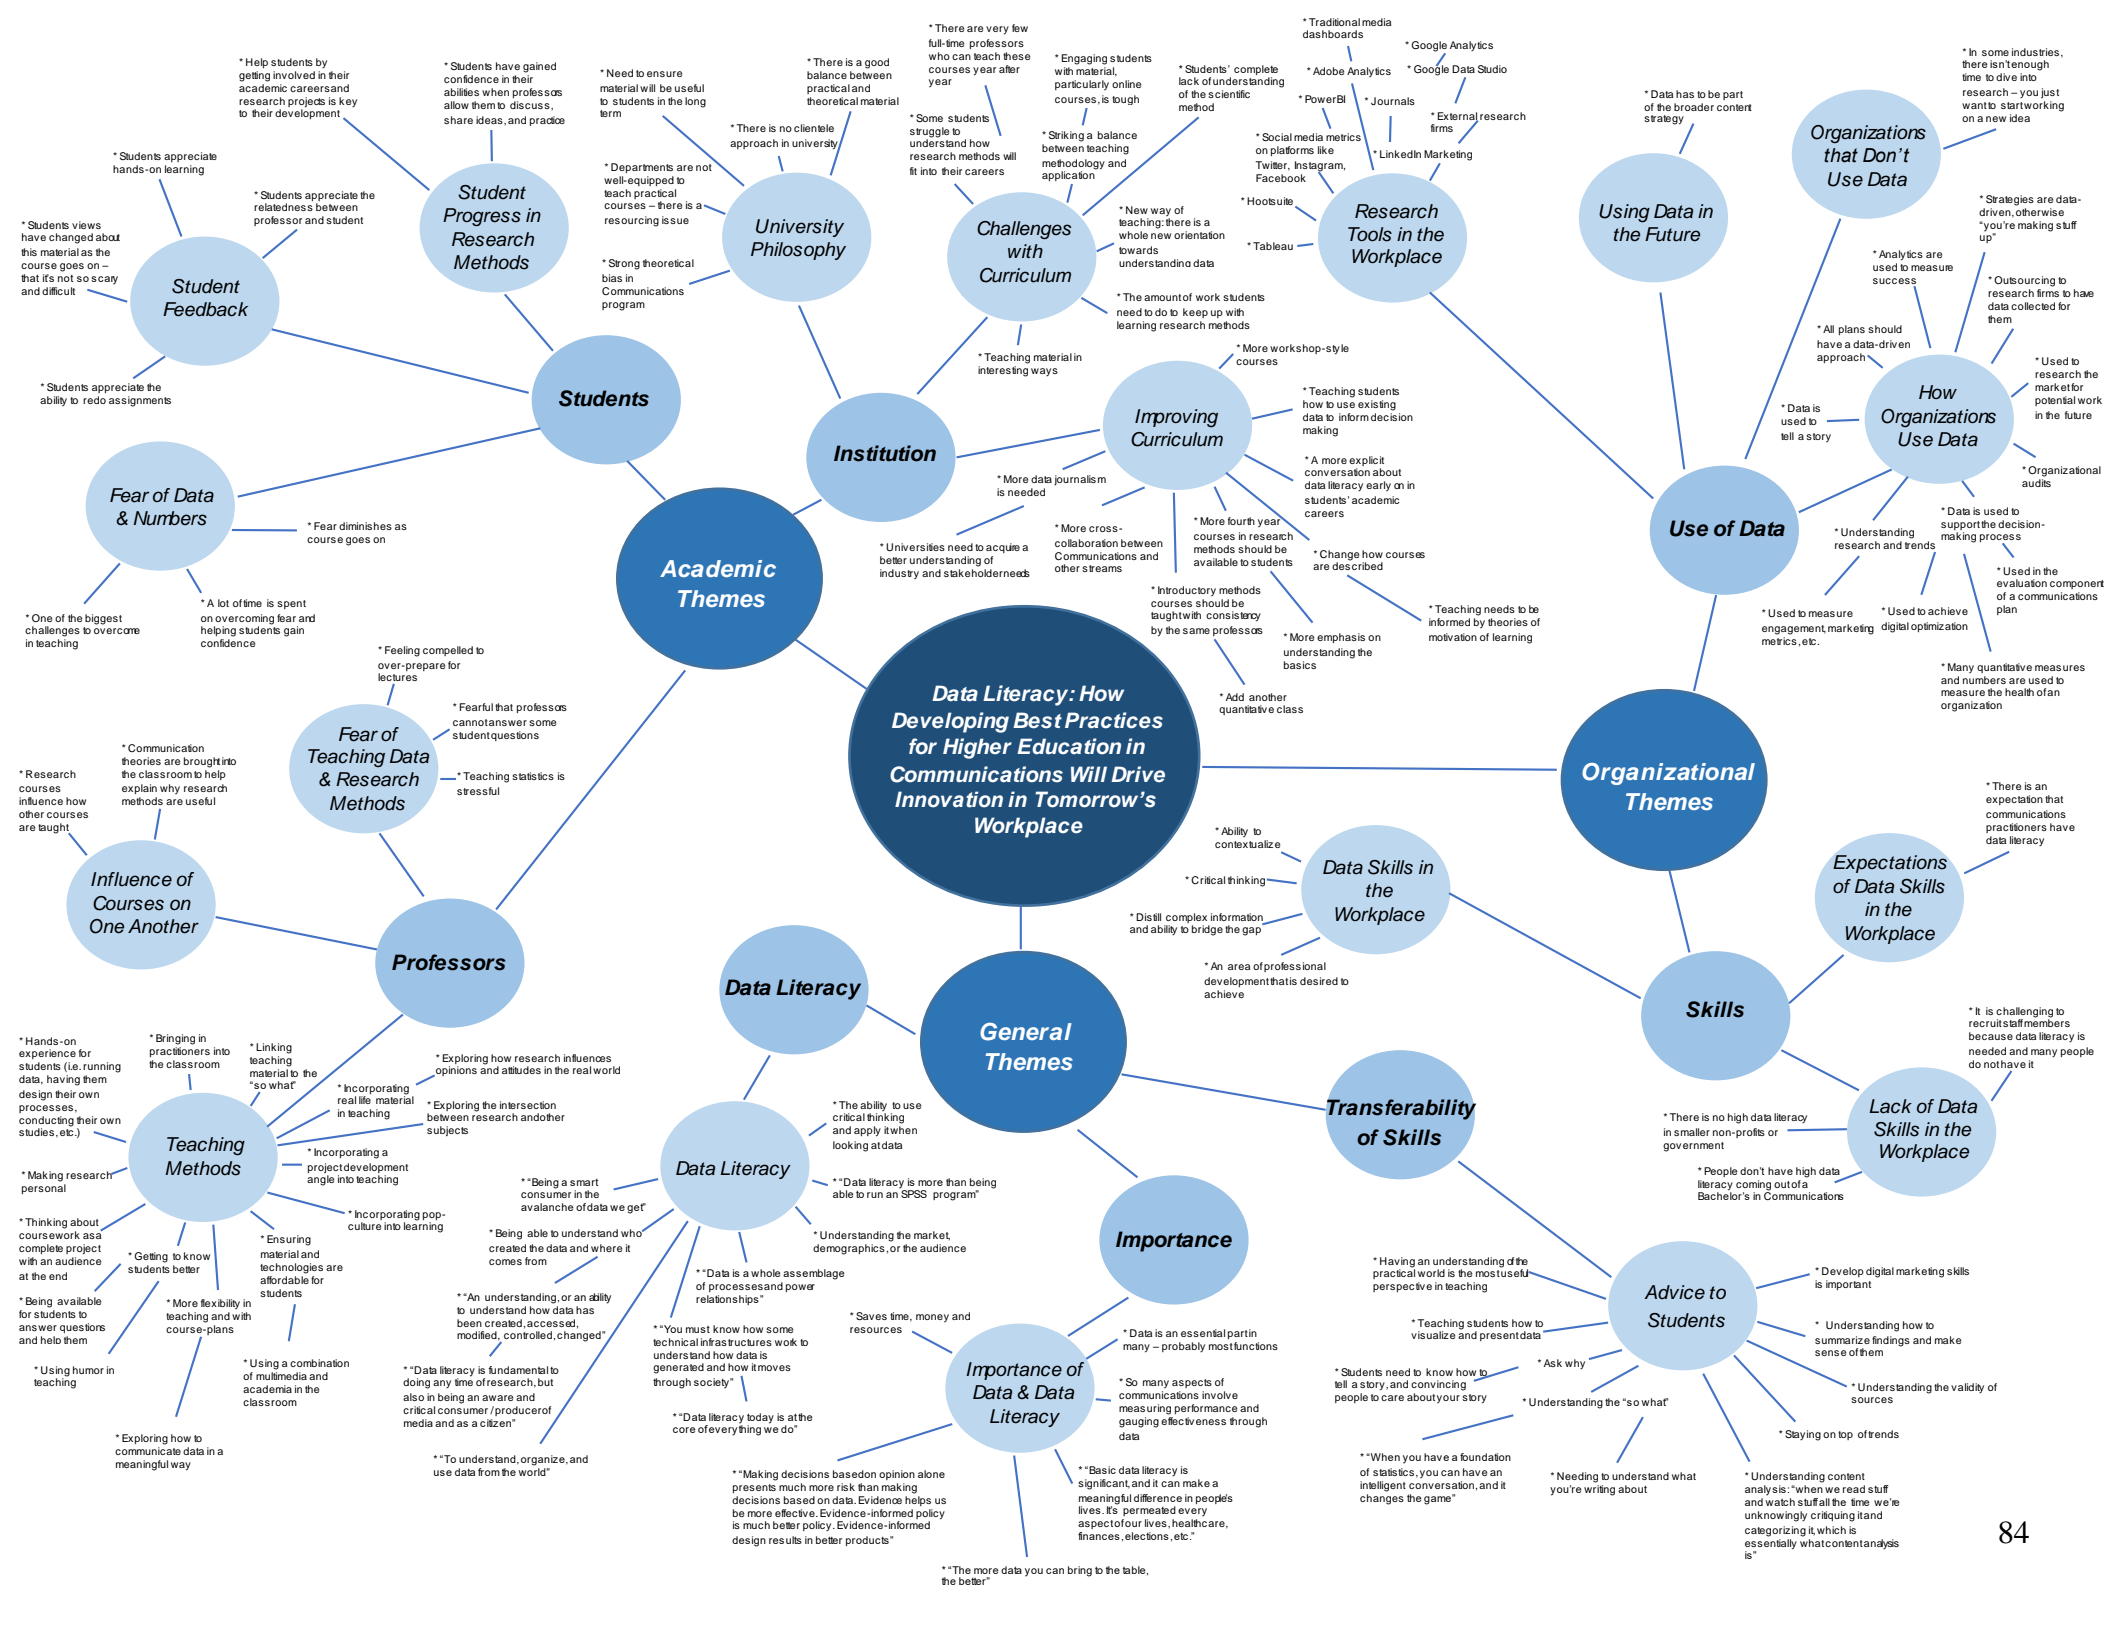 * Traditional media
dashboards
* Google Analytics
* Adobe Analytics
* Google Data Studio
* PowerBI
* Journals
* External research
firms
* Social media metrics
on platforms like
Twitter, Instagram,
Facebook
* LinkedIn Marketing
* Hootsuite
* Tableau
Research
Tools in the
Workplace
* Help students by
getting involved in their
academic careers and
research projects is key
to their development
* Students have gained
confidence in their
abilities when professors
allow them to discuss,
share ideas, and practice
Student
Progress in
Research
Methods
* Students appreciate
hands-on learning
* Students appreciate the
relatedness between
professor and student
* Students views
have changed about
this material as the
course goes on –
that it's not so scary
and difficult
Student
Feedback
* Students appreciate the
ability to redo assignments
Students
Fear of Data
& Numbers
* Fear diminishes as
course goes on
* One of the biggest
challenges to overcome
in teaching
* A lot of time is spent
on overcoming fear and
helping students gain
confidence
* Need to ensure
material will be useful
to students in the long
term
* There is a good
balance between
practical and
theoretical material
* There is no clientele
approach in university
* Departments are not
well-equipped to
teach practical
courses – there is a
resourcing issue
* Strong theoretical
bias in
Communications
program
University
Philosophy
* There are very few
full-time professors
who can teach these
courses year after
year
* Engaging students
with material,
particularly online
courses, is tough
* Students' complete
lack of understanding
of the scientific
method
* Some students
struggle to
understand how
research methods will
fit into their careers
* Striking a balance
between teaching
methodology and
application
* New way of
teaching: there is a
whole new orientation
towards
understanding data
* The amount of work students
need to do to keep up with
learning research methods
* Teaching material in
interesting ways
Challenges
with
Curriculum
Institution
Improving
Curriculum
* More workshop-style
courses
* Teaching students
how to use existing
data to inform decision
making
* A more explicit
conversation about
data literacy early on in
students' academic
careers
* More data journalism
is needed
* Universities need to acquire a
better understanding of
industry and stakeholder needs
* More cross-
collaboration between
Communications and
other streams
* More fourth year
courses in research
methods should be
available to students
* Change how courses
are described
* Introductory methods
courses should be
taught with consistency
by the same professors
* Teaching needs to be
informed by theories of
motivation of learning
* More emphasis on
understanding the
basics
* Add another
quantitative class
* Data has to be part
of the broader content
strategy
Using Data in
the Future
* In some industries,
there isn't enough
time to dive into
research – you just
want to start working
on a new idea
Organizations
that Don't
Use Data
* Strategies are data-
driven, otherwise
"you're making stuff
up"
* Analytics are
used to measure
success
* Outsourcing to
research firms to have
data collected for
them
* All plans should
have a data-driven
approach
* Used to
research the
market for
potential work
in the future
* Data is
used to
tell a story
How
Organizations
Use Data
* Organizational
audits
* Understanding
research and trends
* Data is used to
support the decision-
making process
* Used in the
evaluation component
of a communications
plan
* Used to measure
engagement, marketing
metrics, etc.
* Used to achieve
digital optimization
* Many quantitative measures
and numbers are used to
measure the health of an
organization
Use of Data
Academic
Themes
Data Literacy: How
Developing Best Practices
for Higher Education in
Communications Will Drive
Innovation in Tomorrow's
Workplace
Organizational
Themes
* Feeling compelled to
over-prepare for
lectures
* Fearful that professors
cannot answer some
student questions
* Teaching statistics is
stressful
Fear of
Teaching Data
& Research
Methods
* Communication
theories are brought into
the classroom to help
explain why research
methods are useful
* Research
courses
influence how
other courses
are taught
Influence of
Courses on
One Another
Professors
* Hands-on
experience for
students (i.e. running
data, having them
design their own
processes,
conducting their own
studies, etc.)
* Bringing in
practitioners into
the classroom
* Linking
teaching
material to the
"so what"
* Exploring how research influences
opinions and attitudes in the real world
* Incorporating
real life material
in teaching
* Exploring the intersection
between research and other
subjects
* Incorporating a
project development
angle into teaching
* Making research
personal
Teaching
Methods
* Incorporating pop-
culture into learning
* Thinking about
coursework as a
complete project
with an audience
at the end
* Getting to know
students better
* Ensuring
material and
technologies are
affordable for
students
* Being available
for students to
answer questions
and help them
* More flexibility in
teaching and with
course-plans
* Using humor in
teaching
* Using a combination
of multimedia and
academia in the
classroom
* Exploring how to
communicate data in a
meaningful way
Data Literacy
General
Themes
Data Literacy
* The ability to use
critical thinking
and apply it when
looking at data
* "Data literacy is more than being
able to run an SPSS program"
* Understanding the market,
demographics, or the audience
* "Being a smart
consumer in the
avalanche of data we get"
* Being able to understand who
created the data and where it
comes from
* "Data is a whole assemblage
of processes and power
relationships"
* "An understanding, or an ability
to understand how data has
been created, accessed,
modified, controlled, changed"
* "You must know how some
technical infrastructures work to
understand how data is
generated and how it moves
through society"
* "Data literacy is fundamental to
doing any time of research, but
also in being an aware and
critical consumer / producer of
media and as a citizen"
* "Data literacy today is at the
core of everything we do"
* "To understand, organize, and
use data from the world"
Importance
* Saves time, money and
resources
Importance of
Data & Data
Literacy
* Data is an essential part in
many – probably most functions
* So many aspects of
communications involve
measuring performance and
gauging effectiveness through
data
* "Making decisions based on opinion alone
presents much more risk than making
decisions based on data. Evidence helps us
be more effective. Evidence-informed policy
is much better policy. Evidence-informed
design results in better products"
* "Basic data literacy is
significant, and it can make a
meaningful difference in people's
lives. It's permeated every
aspect of our lives, healthcare,
finances, elections, etc."
* "The more data you can bring to the table,
the better"
* Ability to
contextualize
* Critical thinking
* Distill complex information
and ability to bridge the gap
* An area of professional
development that is desired to
achieve
Data Skills in
the
Workplace
* There is an
expectation that
communications
practitioners have
data literacy
Expectations
of Data Skills
in the
Workplace
Skills
* It is challenging to
recruit staff members
because data literacy is
needed and many people
do not have it
* There is no high data literacy
in smaller non-profits or
government
* People don't have high data
literacy coming out of a
Bachelor's in Communications
Lack of Data
Skills in the
Workplace
Transferability
of Skills
Advice to
Students
* Having an understanding of the
practical world is the most useful
perspective in teaching
* Develop digital marketing skills
is important
* Teaching students how to
visualize and present data
* Understanding how to
summarize findings and make
sense of them
* Ask why
* Students need to know how to
tell a story, and convincing
people to care about your story
* Understanding the validity of
sources
* Understanding the "so what"
* Staying on top of trends
* "When you have a foundation
of statistics, you can have an
intelligent conversation, and it
changes the game"
* Needing to understand what
you're writing about
* Understanding content
analysis: "when we read stuff
and watch stuff all the time we're
unknowingly critiquing it and
categorizing it, which is
essentially what content analysis
is"
84